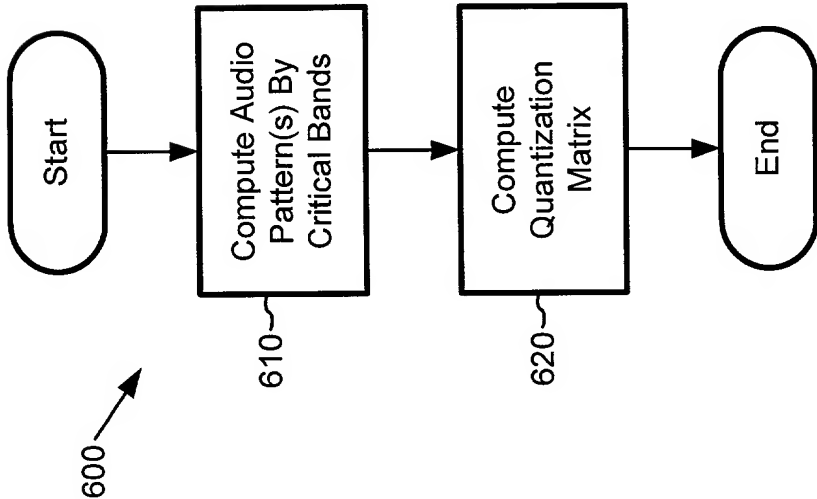 600
Start
610
Compute Audio
Pattern(s) By
Critical Bands
620
Compute
Quantization
Matrix
End